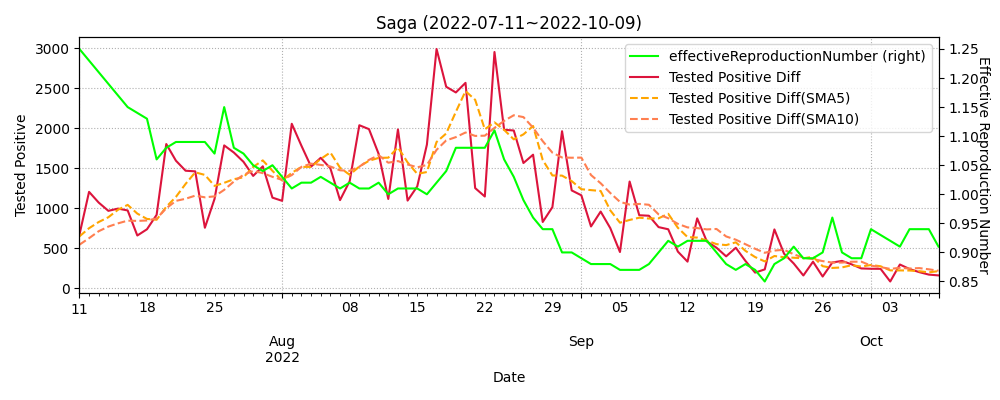 Saga (2022-07-11~2022-10-09)
effectiveReproductionNumber (right)
Tested Positive Diff
Tested Positive Diff(SMA5)
Tested Positive Diff(SMA10)
Tested Positive
3000
2500
2000
1500
1000
500
0
1.25
1.20
1.15
1.10
1.05
1.00
0.95
0.90
0.85
Effective Reproduction Number
11 18 25 08 15 22 29 05 12 19 26 03
Aug Sep Oct
2022
Date